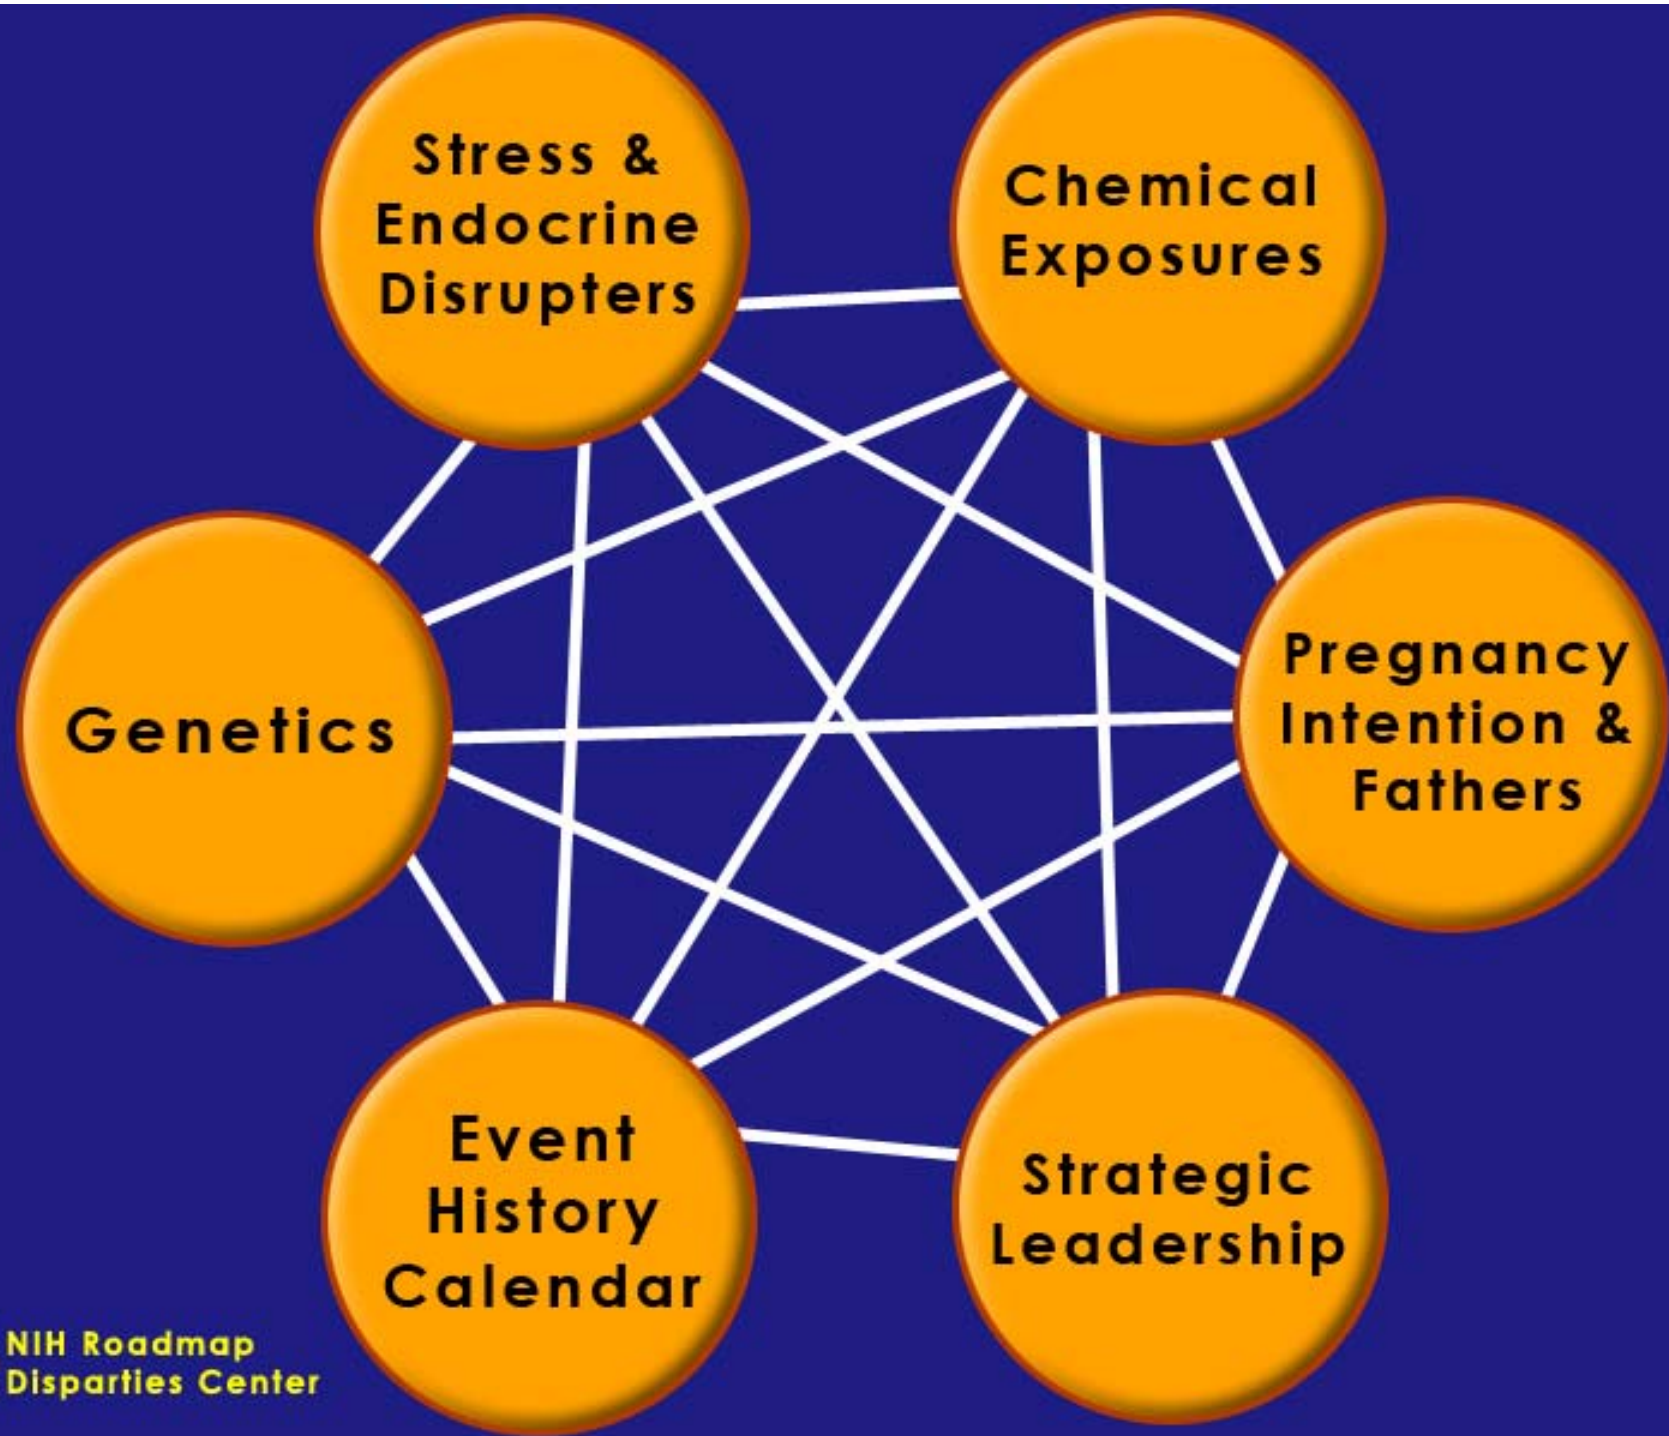 Stress &
Endocrine
Disrupters
Chemical
Exposures
Genetics
Pregnancy
Intention &
Fathers
Event
History
Calendar
Strategic
Leadership
NIH Roadmap
Disparties Center